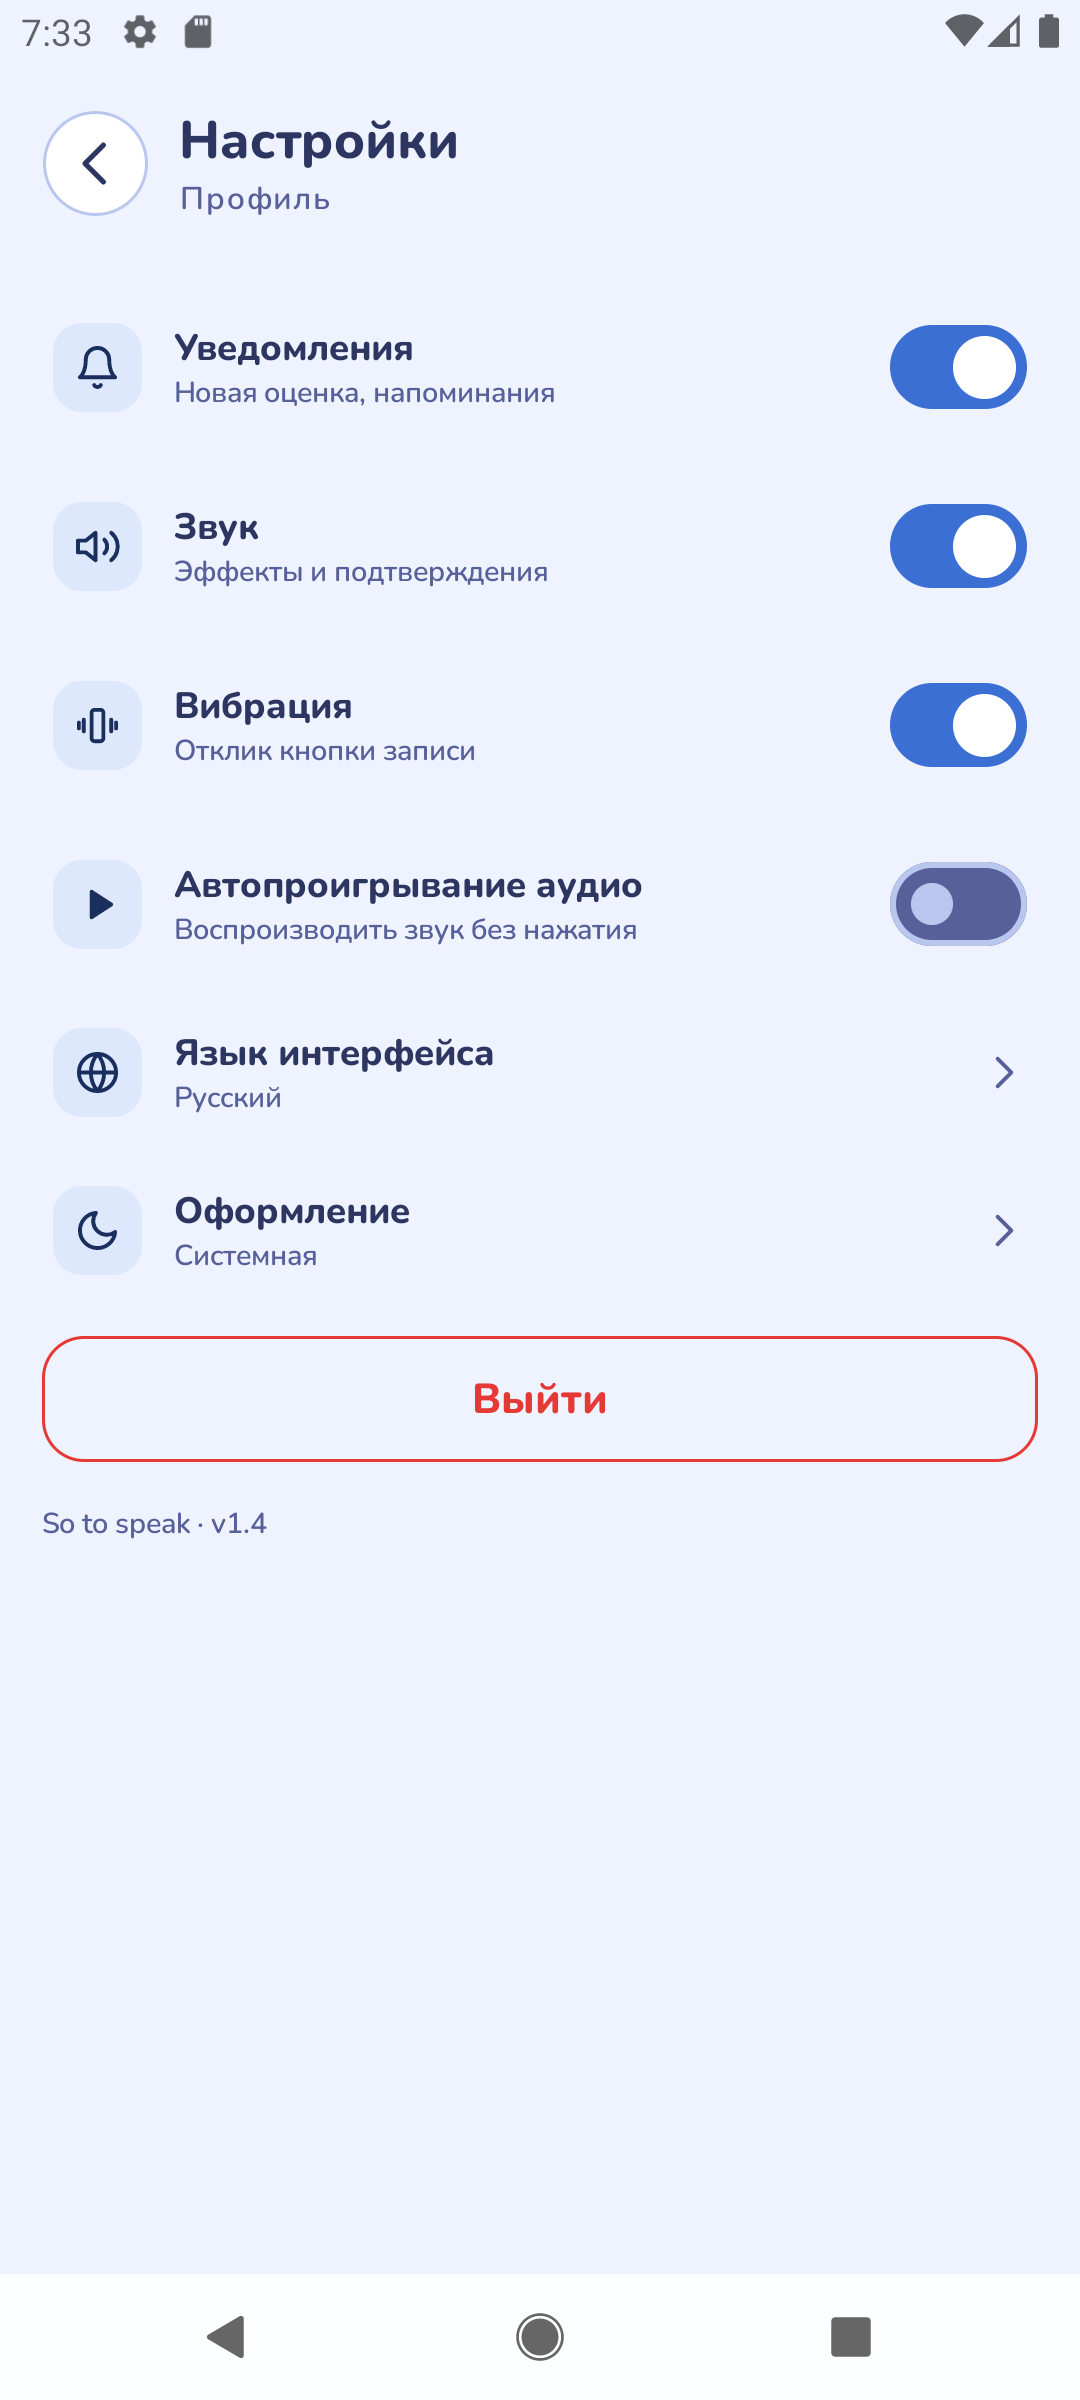 7:33
Настройки
Профиль
Уведомления
Новая оценка, напоминания
Звук
Эффекты и подтверждения
Вибрация
Отклик кнопки записи
Автопроигрывание аудио
Воспроизводить звук без нажатия
Язык интерфейса
Русский
Оформление
Системная
Выйти
So to speak · v1.4